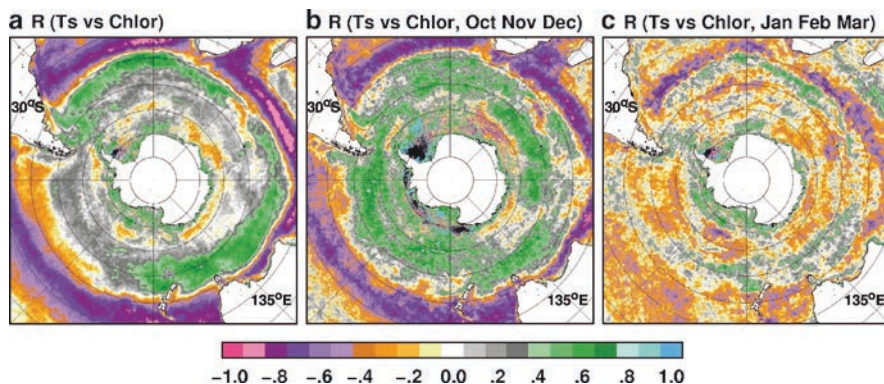 a R (Ts vs Chlor)
b R (Ts vs Chlor, Oct Nov Dec)
c R (Ts vs Chlor, Jan Feb Mar)
30°S
30°S
30°S
135°E
135°E
135°E
−1.0 −.8 −.6 −.4 −.2 0.0 .2 .4 .6 .8 1.0